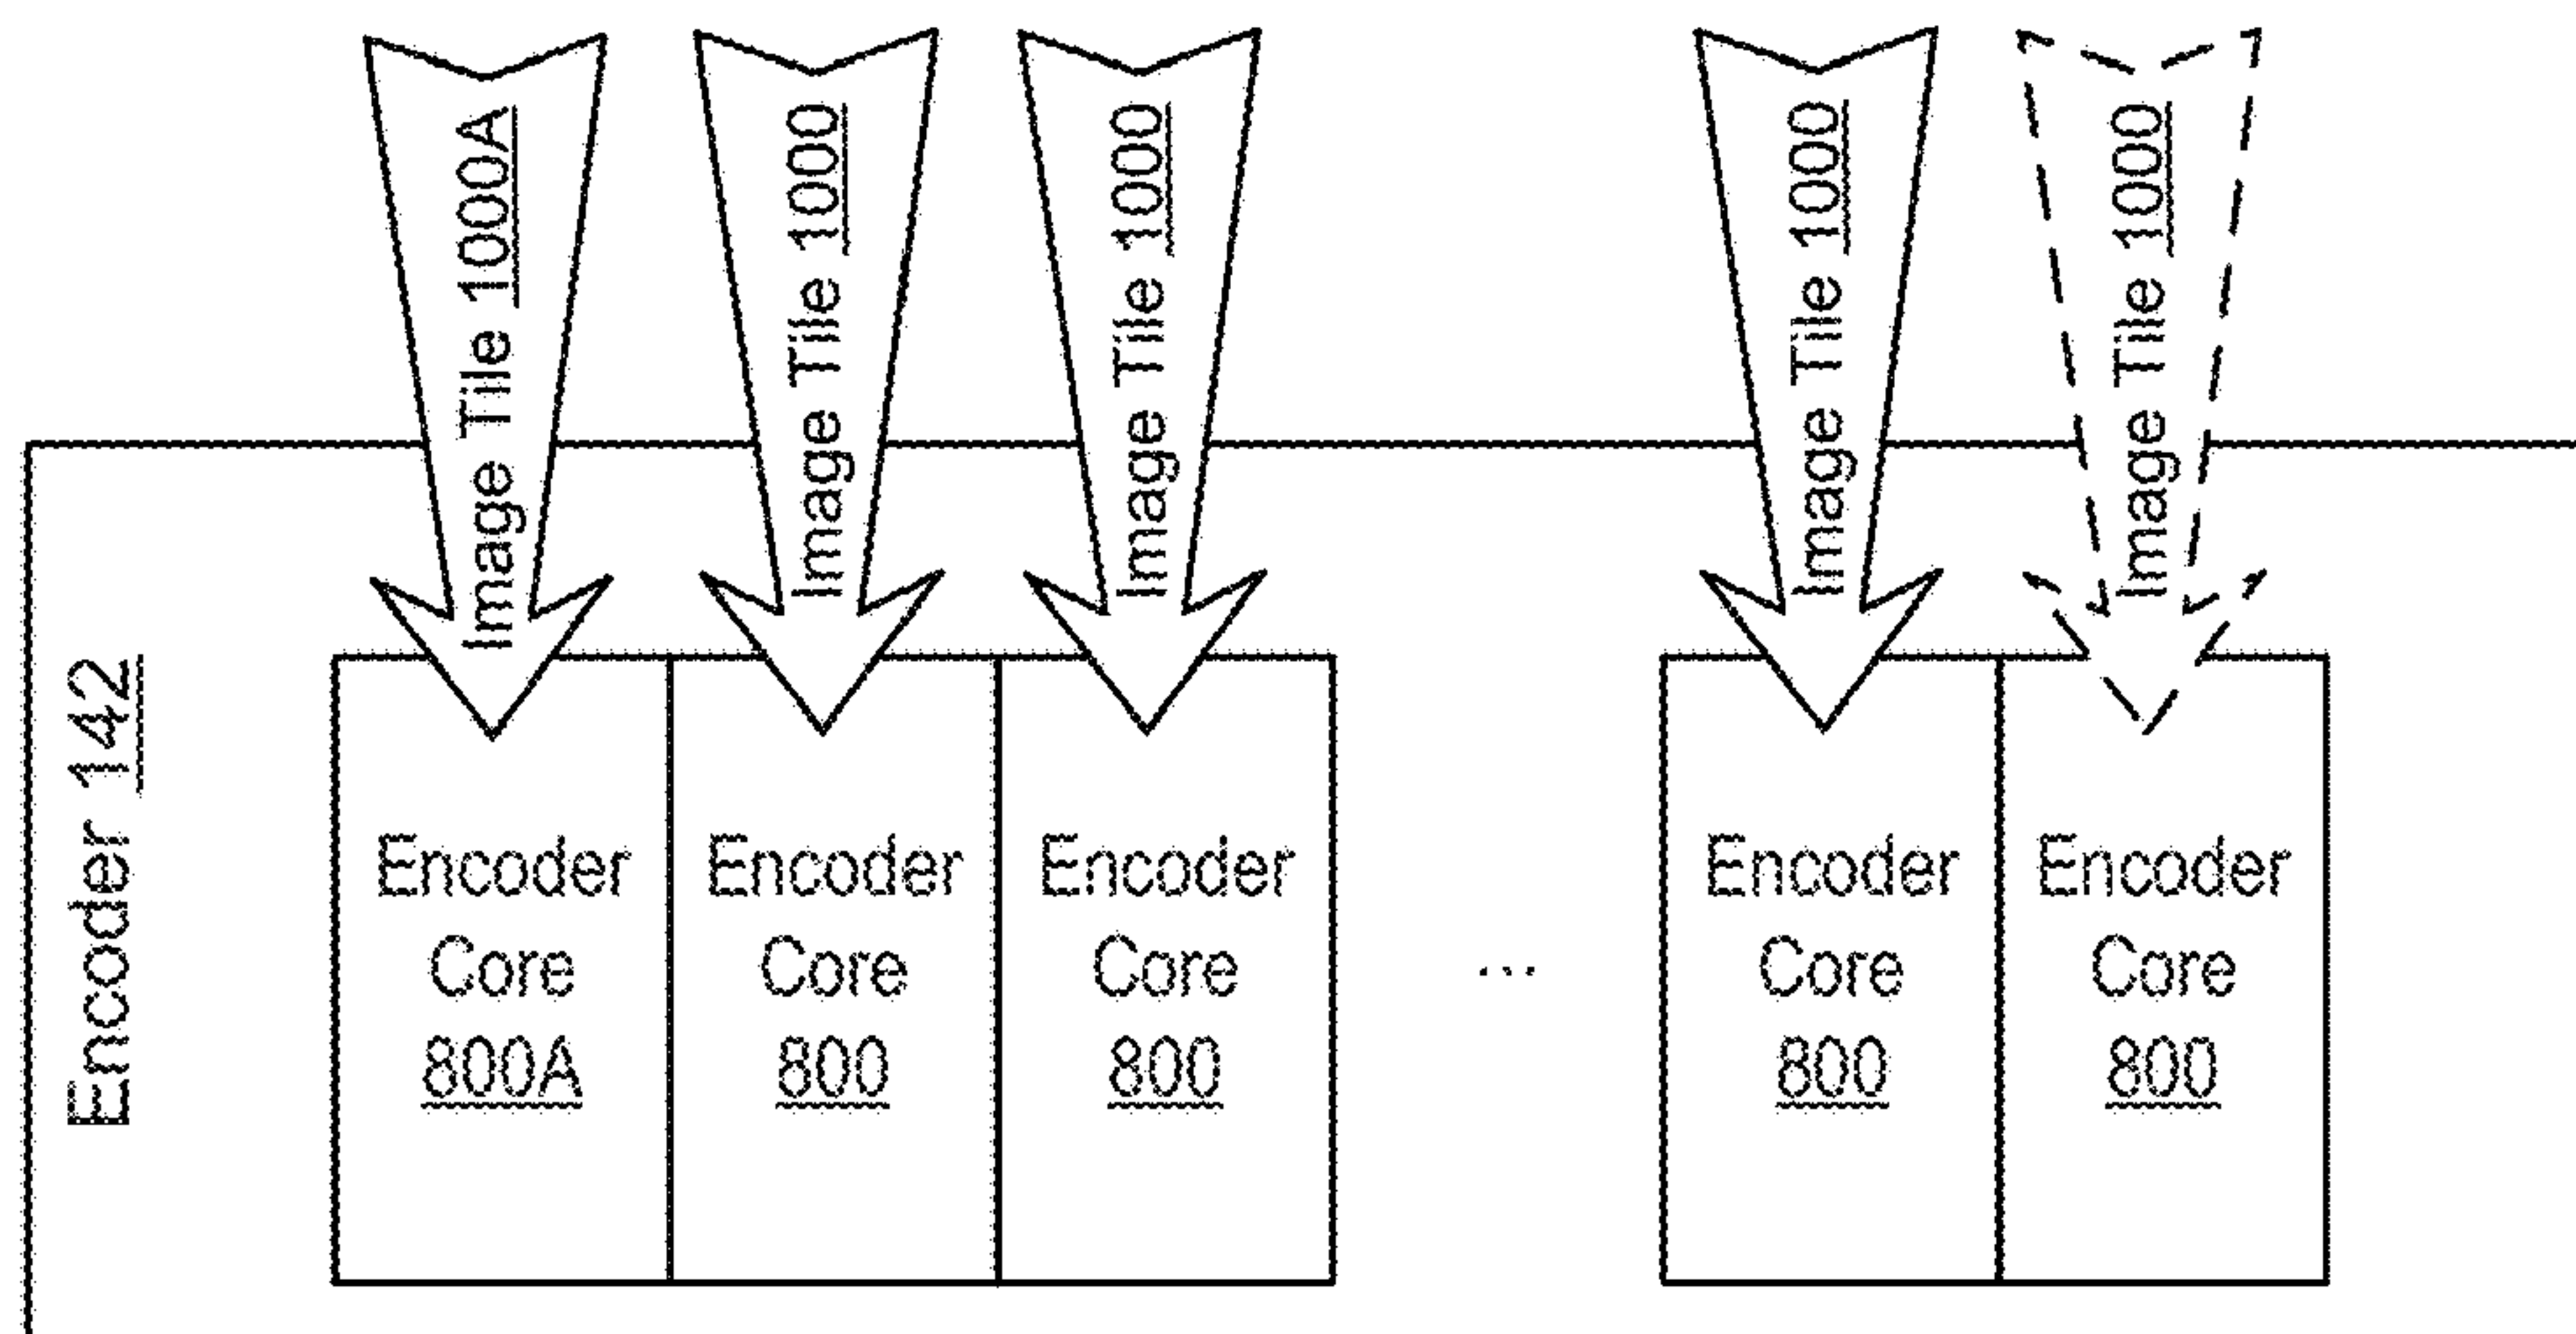 Image Tile 1000A
Image Tile 1000
Image Tile 1000
Image Tile 1000
Image Tile 1000
Encoder 142
Encoder
Core
800A
Encoder
Core
800
Encoder
Core
800
...
Encoder
Core
800
Encoder
Core
800